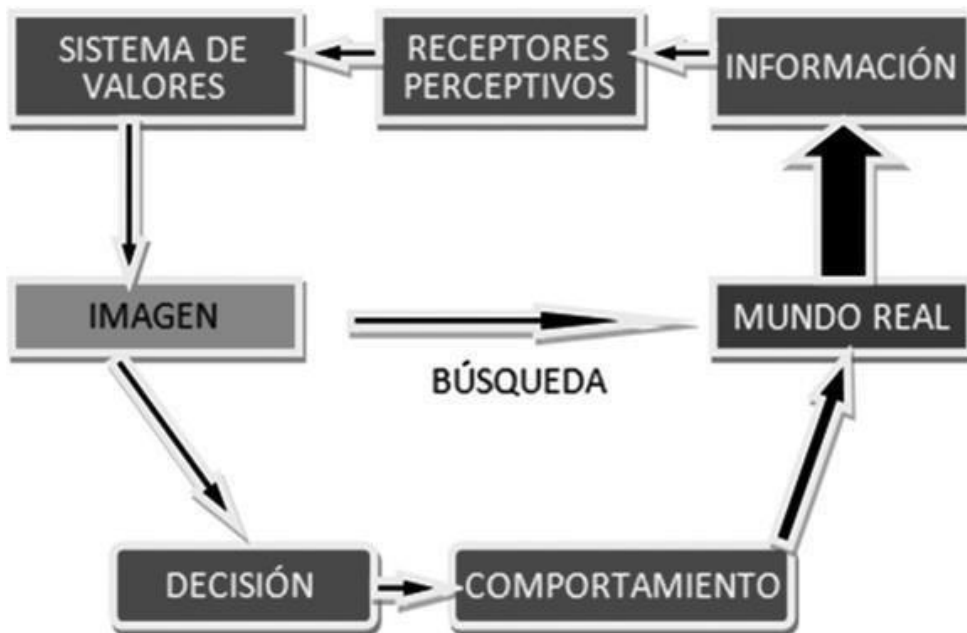 SISTEMA DE
VALORES
RECEPTORES
PERCEPTIVOS
INFORMACIÓN
IMAGEN
BÚSQUEDA
MUNDO REAL
DECISIÓN
COMPORTAMIENTO